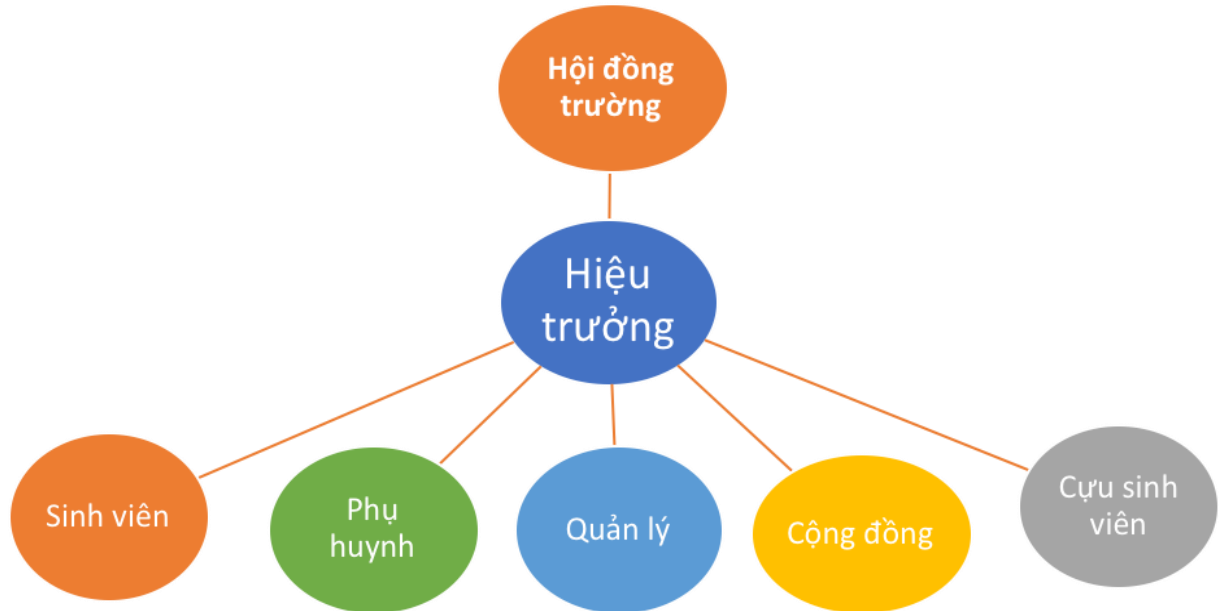 Hội đồng
trường
Hiệu
trưởng
Sinh viên
Phụ
huynh
Quản lý
Cộng đồng
Cựu sinh
viên